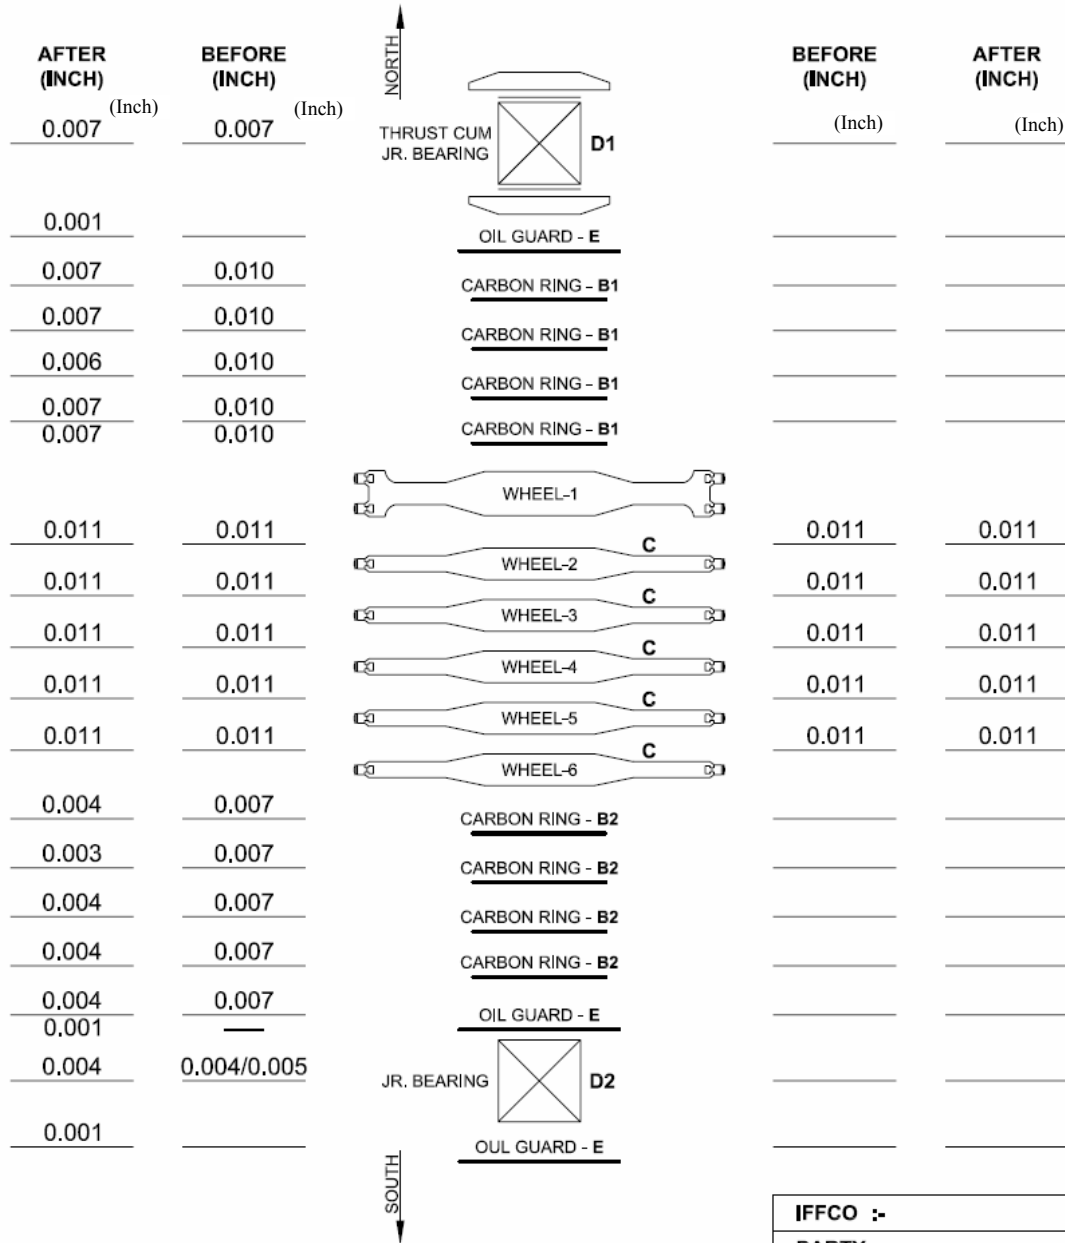 NORTH
AFTER BEFORE BEFORE AFTER
(INCH) (INCH) (INCH) (INCH)
(Inch) (Inch) (Inch) (Inch)
0.007 0.007 THRUST CUM D1
JR. BEARING
0.001
OIL GUARD - E
0.007 0.010
CARBON RING - B1
0.007 0.010
CARBON RING - B1
0.006 0.010
CARBON RING - B1
0.007 0.010
0.007 0.010 CARBON RING - B1
WHEEL-1
0.011 0.011 0.011 0.011
C
WHEEL-2
0.011 0.011 0.011 0.011
C
WHEEL-3
0.011 0.011 0.011 0.011
C
WHEEL-4
0.011 0.011 0.011 0.011
C
WHEEL-5
0.011 0.011 0.011 0.011
C
WHEEL-6
0.004 0.007
CARBON RING - B2
0.003 0.007
CARBON RING - B2
0.004 0.007
CARBON RING - B2
0.004 0.007
CARBON RING - B2
0.004 0.007
OIL GUARD - E
0.001 —
0.004 0.004/0.005
JR. BEARING D2
0.001
OUL GUARD - E
SOUTH
IFFCO :-